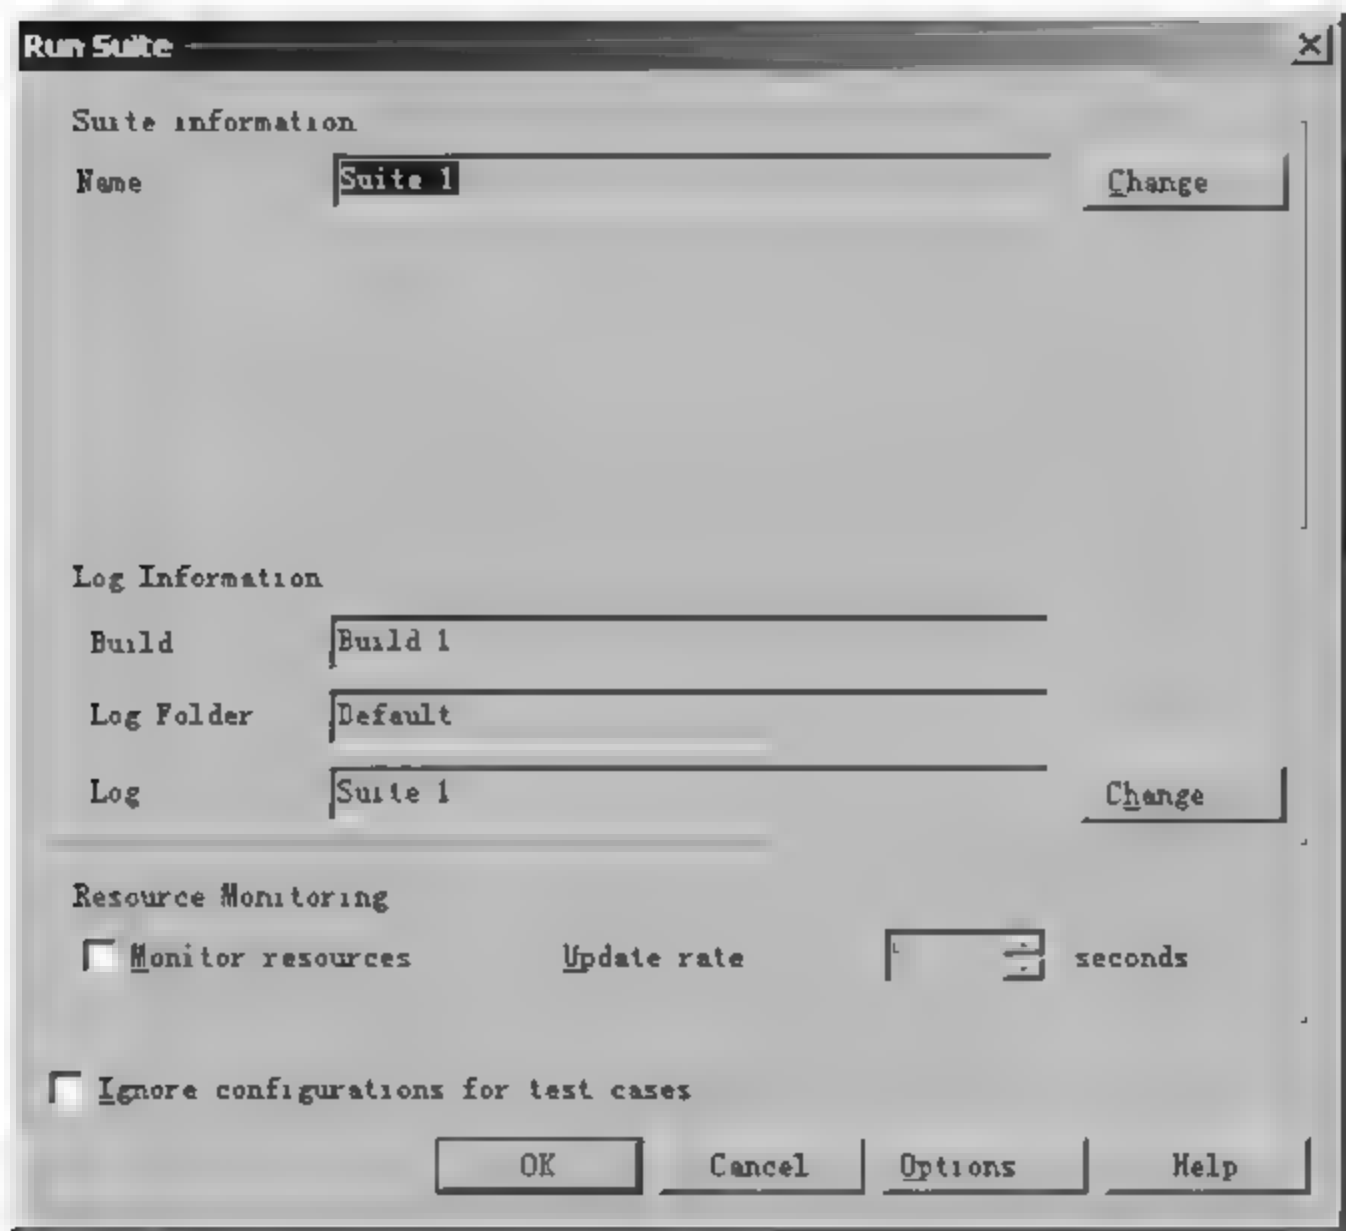 Run Suite
Suite information
Name Suite 1 Change
Log Information
Build Build 1
Log Folder Default
Log Suite 1 Change
Resource Monitoring
Monitor resources Update rate seconds
Ignore configurations for test cases
OK Cancel Options Help